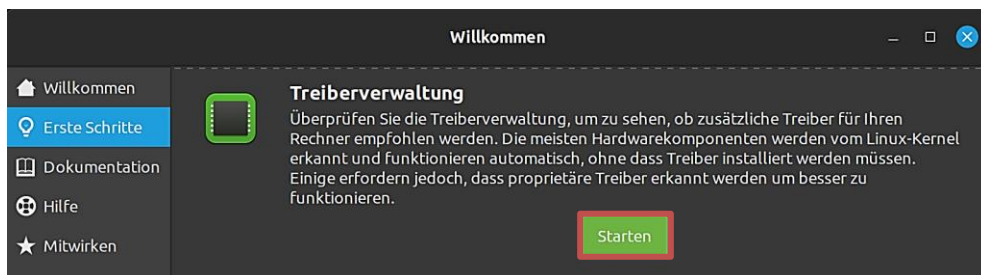 Willkommen
Willkommen
Erste Schritte
Dokumentation
Hilfe
Mitwirken
Treiberverwaltung
Überprüfen Sie die Treiberverwaltung, um zu sehen, ob zusätzliche Treiber für Ihren
Rechner empfohlen werden. Die meisten Hardwarekomponenten werden vom Linux-Kernel
erkannt und funktionieren automatisch, ohne dass Treiber installiert werden müssen.
Einige erfordern jedoch, dass proprietäre Treiber erkannt werden um besser zu
funktionieren.
Starten